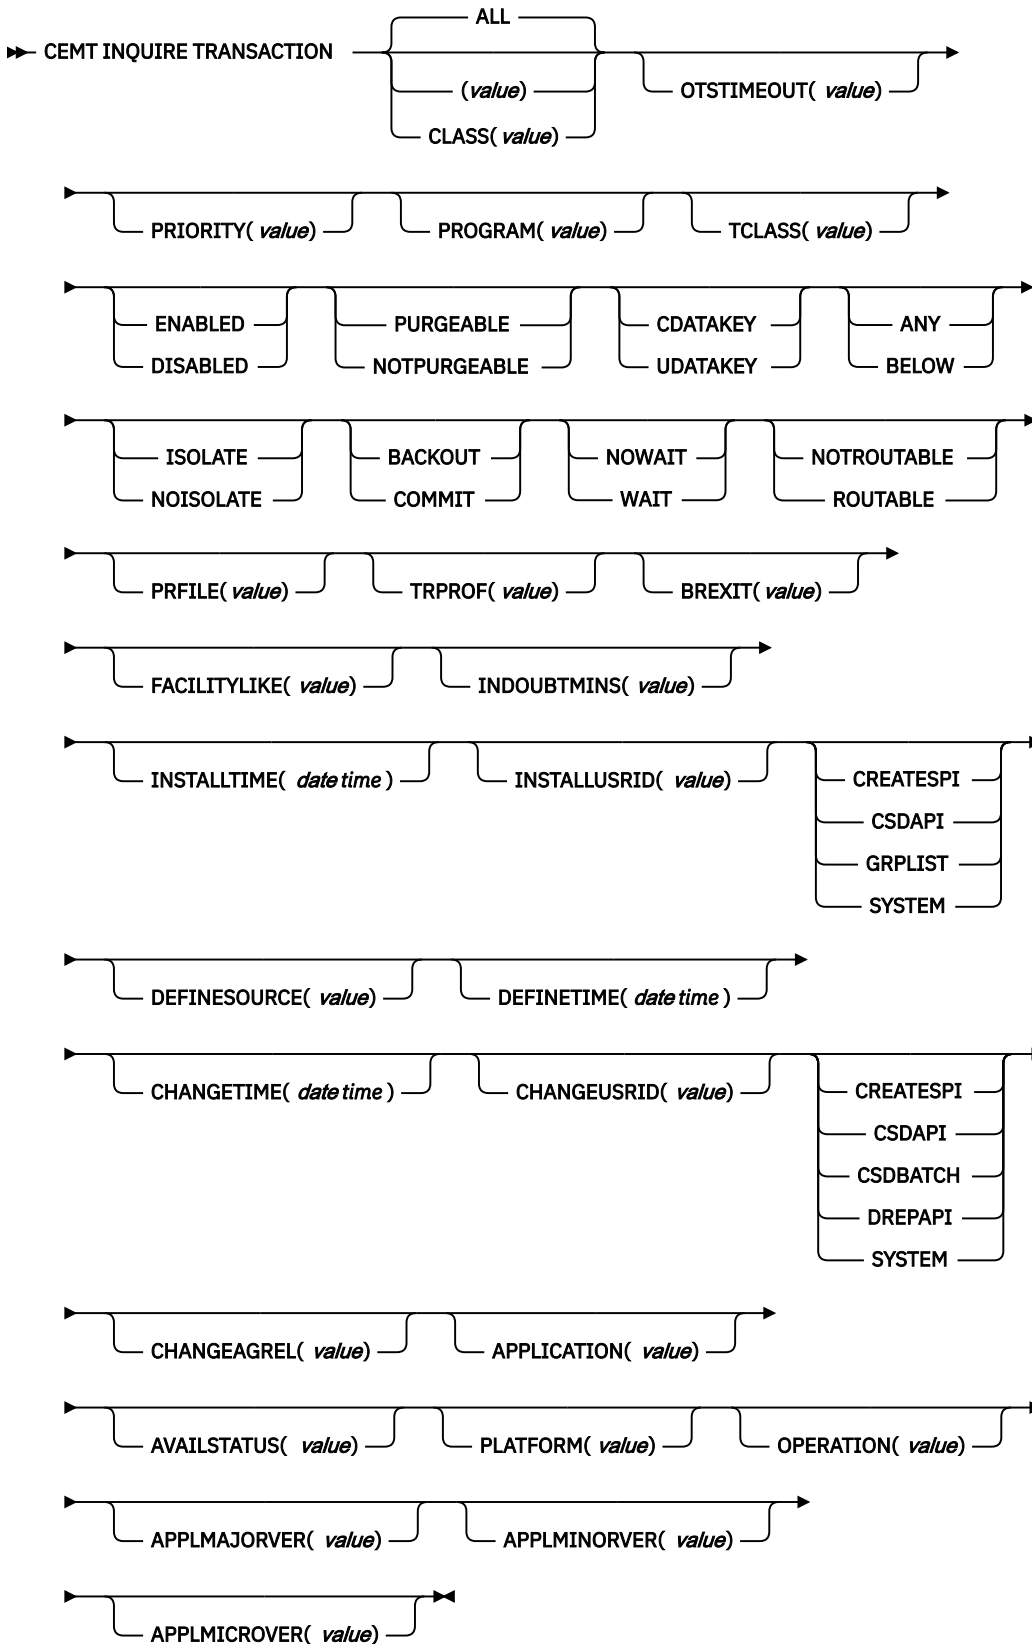 ALL
CEMT INQUIRE TRANSACTION
(value)
OTSTIMEOUT( value)
CLASS( value)
PRIORITY( value) PROGRAM( value) TCLASS( value)
ENABLED PURGEABLE CDATAKEY ANY
DISABLED NOTPURGEABLE UDATAKEY BELOW
ISOLATE BACKOUT NOWAIT NOTROUTABLE
NOISOLATE COMMIT WAIT ROUTABLE
PRFILE( value) TRPROF( value) BREXIT( value)
FACILITYLIKE( value) INDOUBTMINS( value)
INSTALLTIME( date time ) INSTALLUSRID( value) CREATESPI
CSDAPI
GRPLIST
SYSTEM
DEFINESOURCE( value) DEFINETIME( date time )
CHANGETIME( date time ) CHANGEUSRID( value) CREATESPI
CSDAPI
CSDBATCH
DREPAPI
SYSTEM
CHANGEAGREL( value) APPLICATION( value)
AVAILSTATUS( value) PLATFORM( value) OPERATION( value)
APPLMAJORVER( value) APPLMINORVER( value)
APPLMICROVER( value)